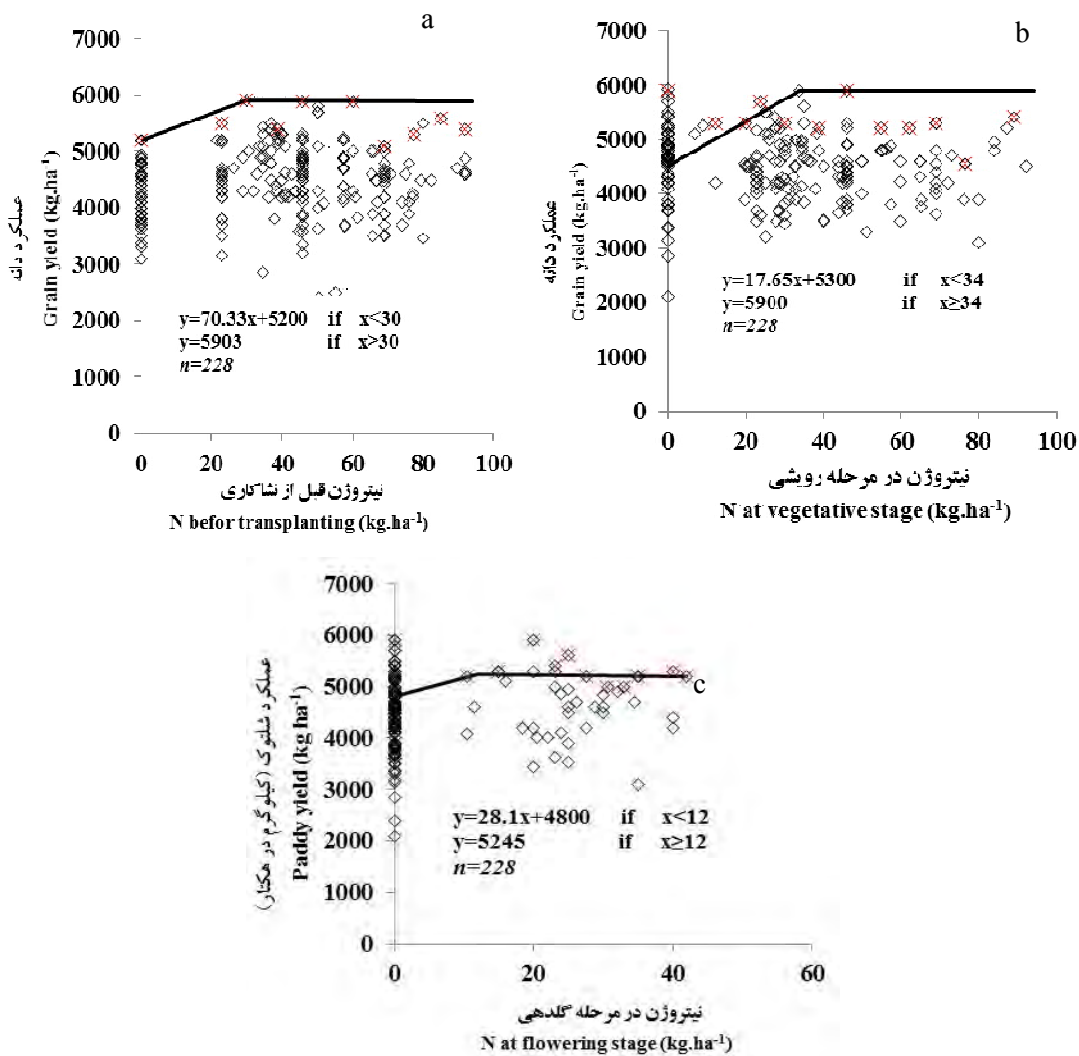 a
7000
6000
5000
4000
3000
2000
1000
0
0 20 40 60 80 100
عملکرد دانه
Grain yield (kg.ha-1)
y=70.33x+5200 if x<30
y=5903 if x>30
n=228
نیتروژن قبل از نشاکاری
N befor transplanting (kg.ha-1)
b
7000
6000
5000
4000
3000
2000
1000
0
0 20 40 60 80 100
عملکرد دانه
Grain yield (kg.ha-1)
y=17.65x+5300 if x<34
y=5900 if x≥34
n=228
نیتروژن در مرحله رویشی
N at vegetative stage (kg.ha-1)
c
7000
6000
5000
4000
3000
2000
1000
0
0 20 40 60
عملکرد شلتوک (کیلوگرم در هکتار)
Paddy yield (kg ha-1)
y=28.1x+4800 if x<12
y=5245 if x≥12
n=228
نیتروژن در مرحله گلدهی
N at flowering stage (kg.ha-1)